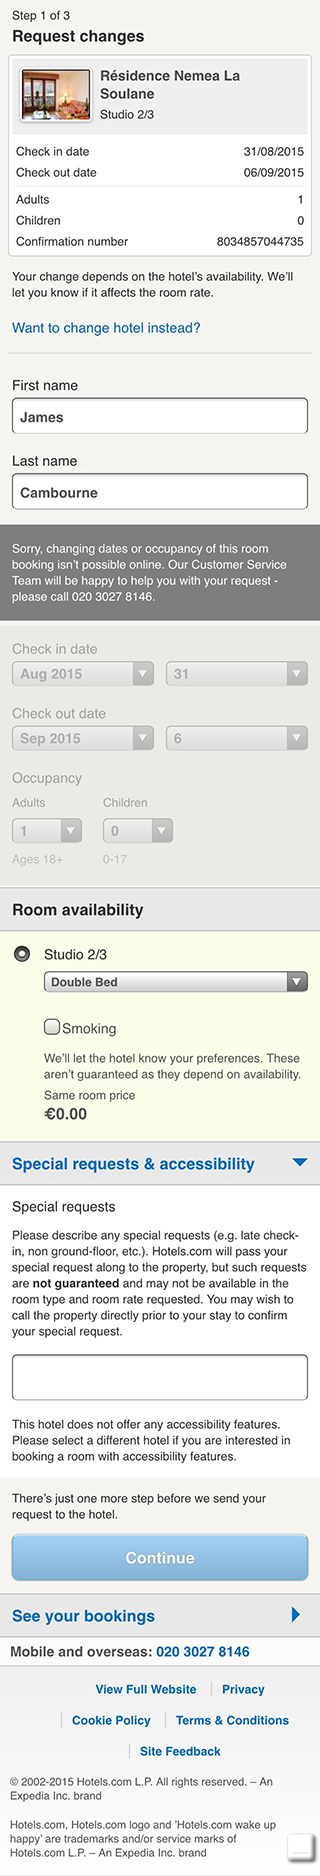 Step 1 of 3
Request changes
Résidence Nemea La
Soulane
Studio 2/3
Check in date 31/08/2015
Check out date 06/09/2015
Adults 1
Children 0
Confirmation number 8034857044735
Your change depends on the hotel's availability. We'll
let you know if it affects the room rate.
Want to change hotel instead?
First name
James
Last name
Cambourne
Sorry, changing dates or occupancy of this room
booking isn't possible online. Our Customer Service
Team will be happy to help you with your request -
please call 020 3027 8146.
Check in date
Aug 2015 31
Check out date
Sep 2015 6
Occupancy
Adults Children
1 0
Ages 18+ 0-17
Room availability
Studio 2/3
Double Bed
Smoking
We'll let the hotel know your preferences. These
aren't guaranteed as they depend on availability.
Same room price
€0.00
Special requests & accessibility
Special requests
Please describe any special requests (e.g. late check-
in, non ground-floor, etc.). Hotels.com will pass your
special request along to the property, but such requests
are not guaranteed and may not be available in the
room type and room rate requested. You may wish to
call the property directly prior to your stay to confirm
your special request.
This hotel does not offer any accessibility features.
Please select a different hotel if you are interested in
booking a room with accessibility features.
There's just one more step before we send your
request to the hotel.
Continue
See your bookings
Mobile and overseas: 020 3027 8146
View Full Website Privacy
Cookie Policy Terms & Conditions
Site Feedback
© 2002-2015 Hotels.com L.P. All rights reserved. – An
Expedia Inc. brand
Hotels.com, Hotels.com logo and 'Hotels.com wake up
happy' are trademarks and/or service marks of
Hotels.com L.P. – An Expedia Inc. brand